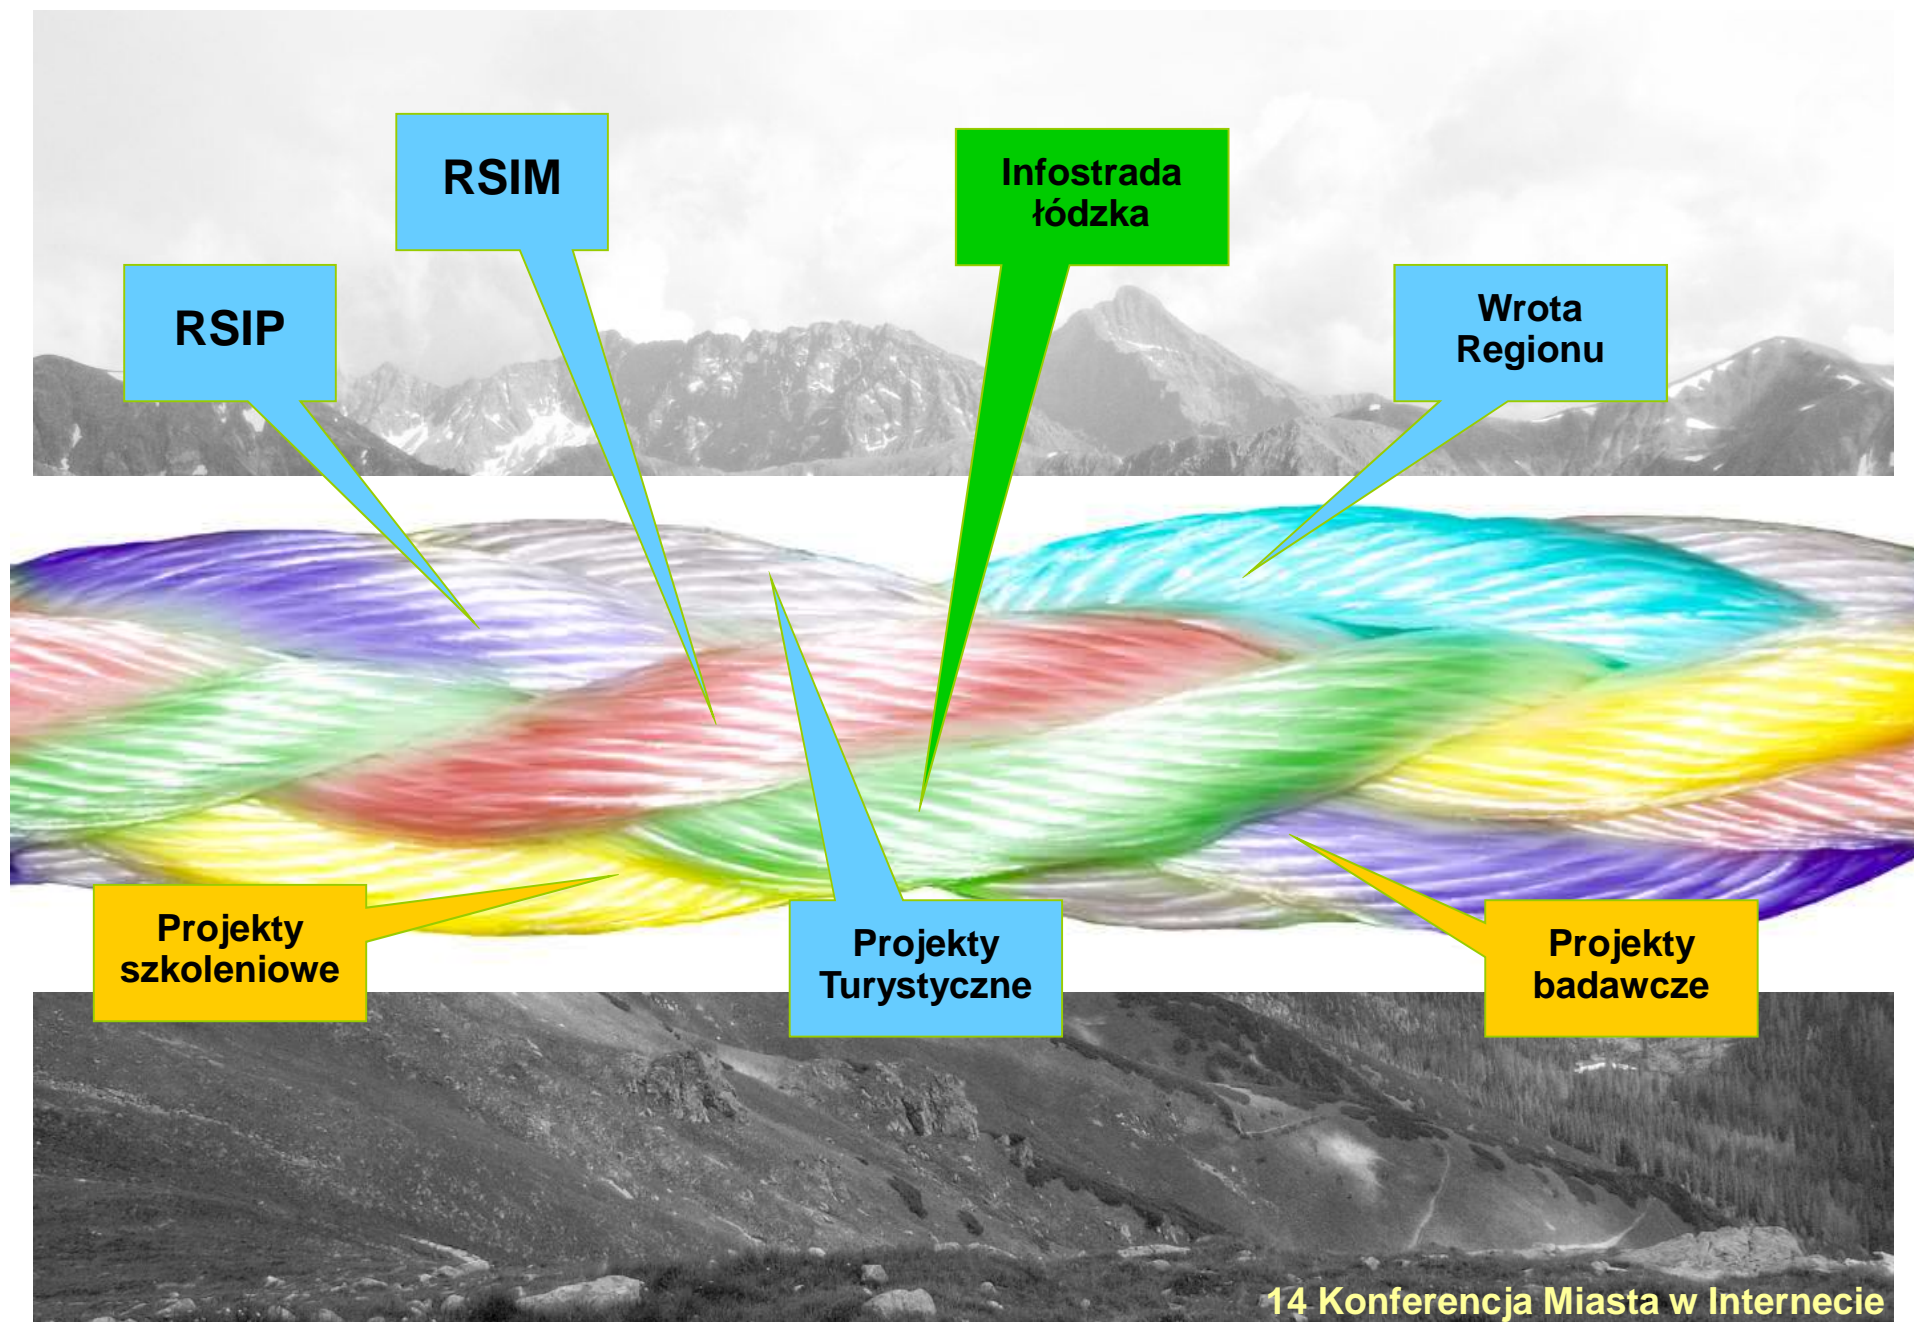 RSIM
Infostrada
łódzka
RSIP
Wrota
Regionu
Projekty
szkoleniowe
Projekty
Turystyczne
Projekty
badawcze
14 Konferencja Miasta w Internecie